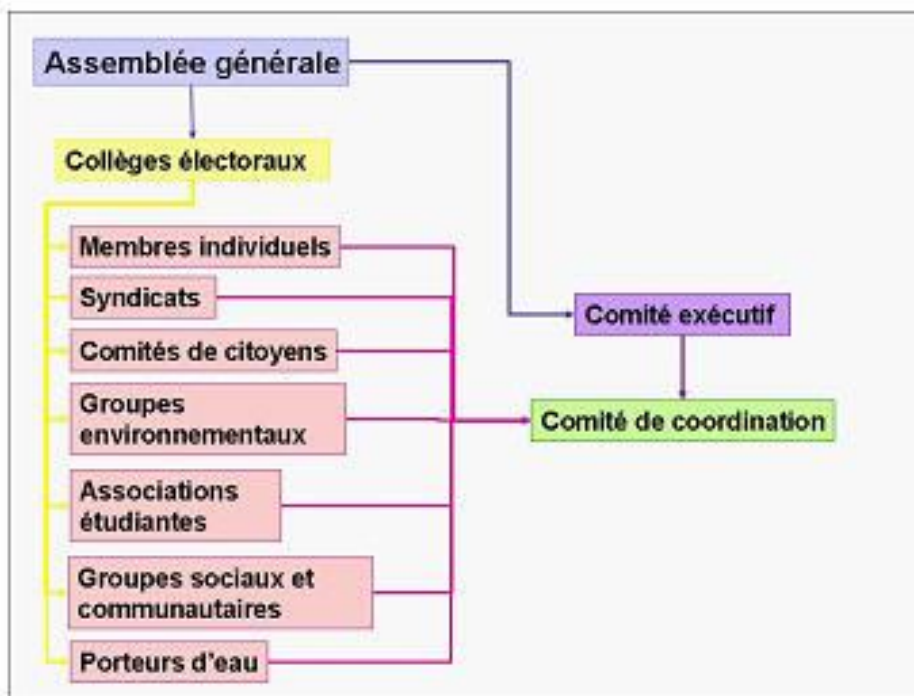 Assemblée générale
Collèges électoraux
Membres individuels
Syndicats
Comités de citoyens
Groupes
environnementaux
Associations
étudiantes
Groupes sociaux et
communautaires
Porteurs d'eau
Comité exécutif
Comité de coordination